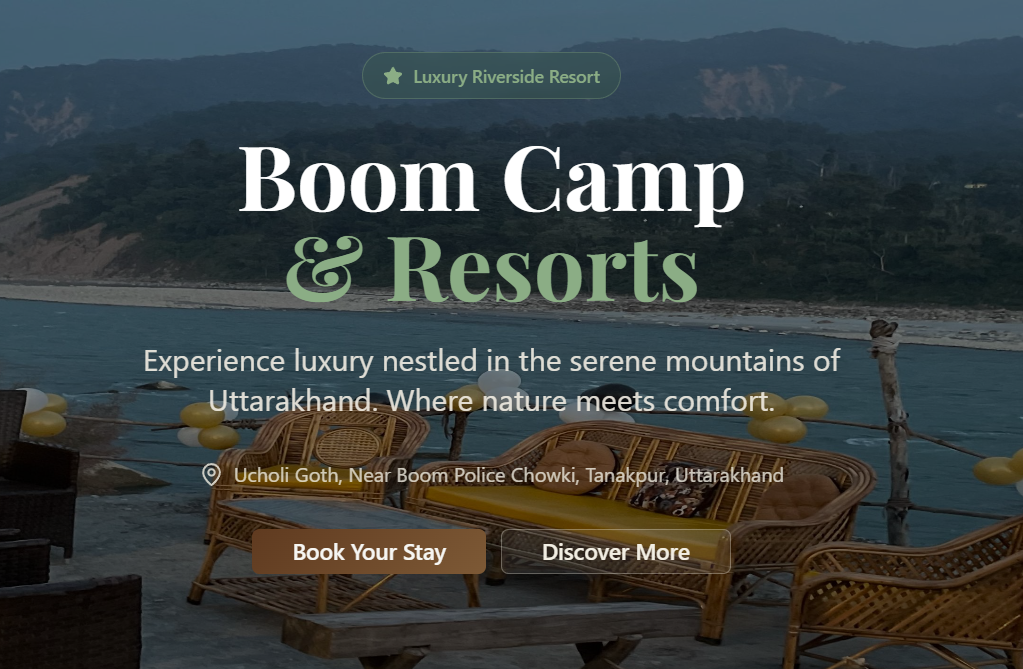 Luxury Riverside Resort
Boom Camp
& Resorts
Experience luxury nestled in the serene mountains of
Uttarakhand. Where nature meets comfort.
Ucholi Goth, Near Boom Police Chowki, Tanakpur, Uttarakhand
Book Your Stay
Discover More